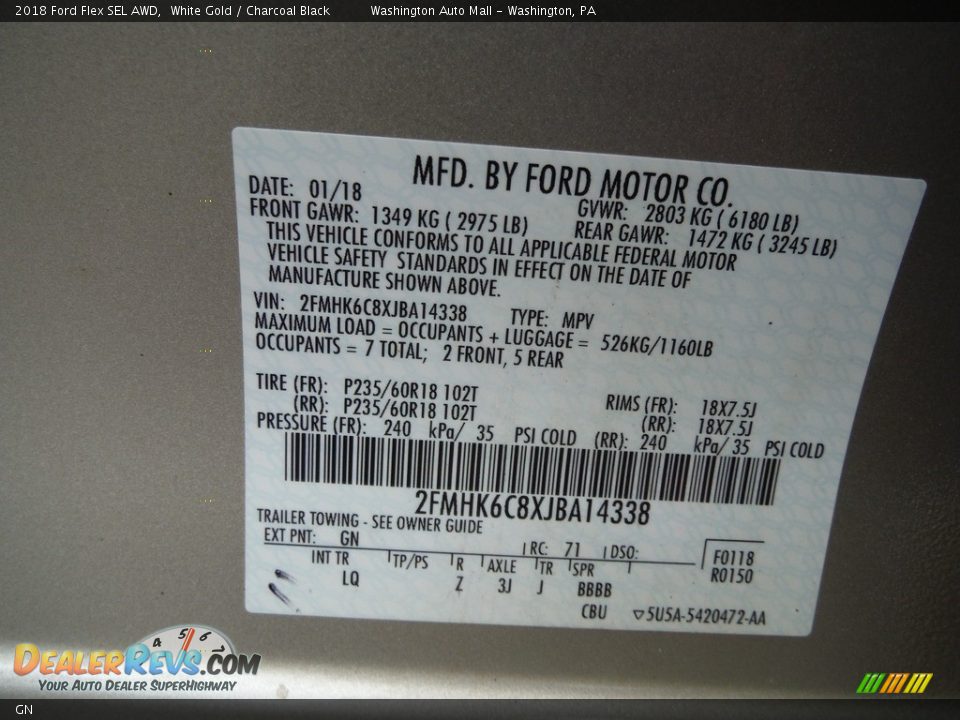 2018 Ford Flex SEL AWD, White Gold / Charcoal Black Washington Auto Mall - Washington, PA
MFD. BY FORD MOTOR CO.
DATE: 01/18 GVWR: 2803 KG ( 6180 LB)
FRONT GAWR: 1349 KG ( 2975 LB) REAR GAWR: 1472 KG ( 3245 LB)
THIS VEHICLE CONFORMS TO ALL APPLICABLE FEDERAL MOTOR
VEHICLE SAFETY STANDARDS IN EFFECT ON THE DATE OF
MANUFACTURE SHOWN ABOVE.
VIN: 2FMHK6C8XJBA14338 TYPE: MPV
MAXIMUM LOAD = OCCUPANTS + LUGGAGE = 526KG/1160LB
OCCUPANTS = 7 TOTAL; 2 FRONT, 5 REAR
TIRE (FR): P235/60R18 102T RIMS (FR): 18X7.5J
(RR): P235/60R18 102T (RR): 18X7.5J
PRESSURE (FR): 240 kPa/ 35 PSI COLD (RR): 240 kPa/ 35 PSI COLD
2FMHK6C8XJBA14338
TRAILER TOWING - SEE OWNER GUIDE
EXT PNT: GN RC: 71 DSO: F0118
INT TR TP/PS R AXLE TR SPR R0150
LQ Z 3J J BBBB
CBU ▽5U5A-5420472-AA
4 5 6
DEALERREVS.COM
YOUR AUTO DEALER SUPERHIGHWAY
GN